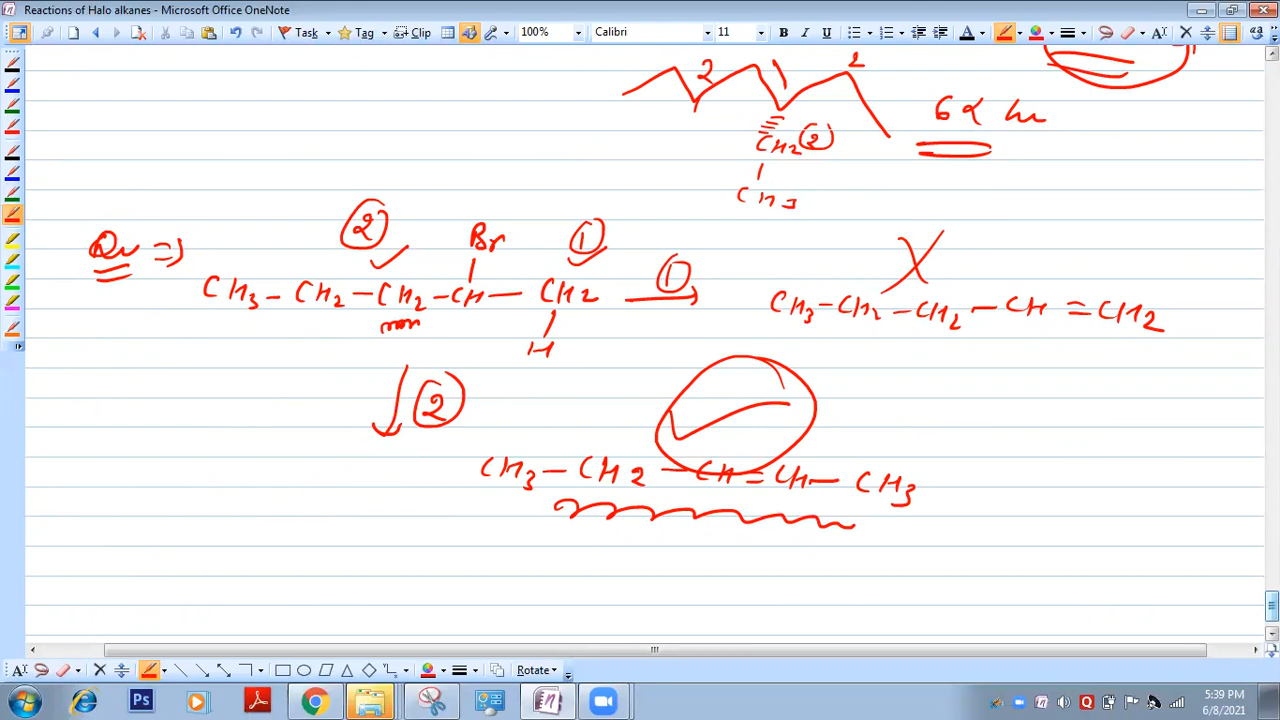 Reactions of Halo alkanes - Microsoft Office OneNote
Task Tag Clip 100% Calibri 11 B I U
2 1 2
CH2(2)
CH3
6α
Qu ⇒
2 Br 1
CH3-CH2-CH2-CH-CH2
H
1
CH3-CH2-CH2-CH=CH2
2
CH3-CH2-CH=CH-CH3
Rotate
Ps
5:39 PM
6/8/2021